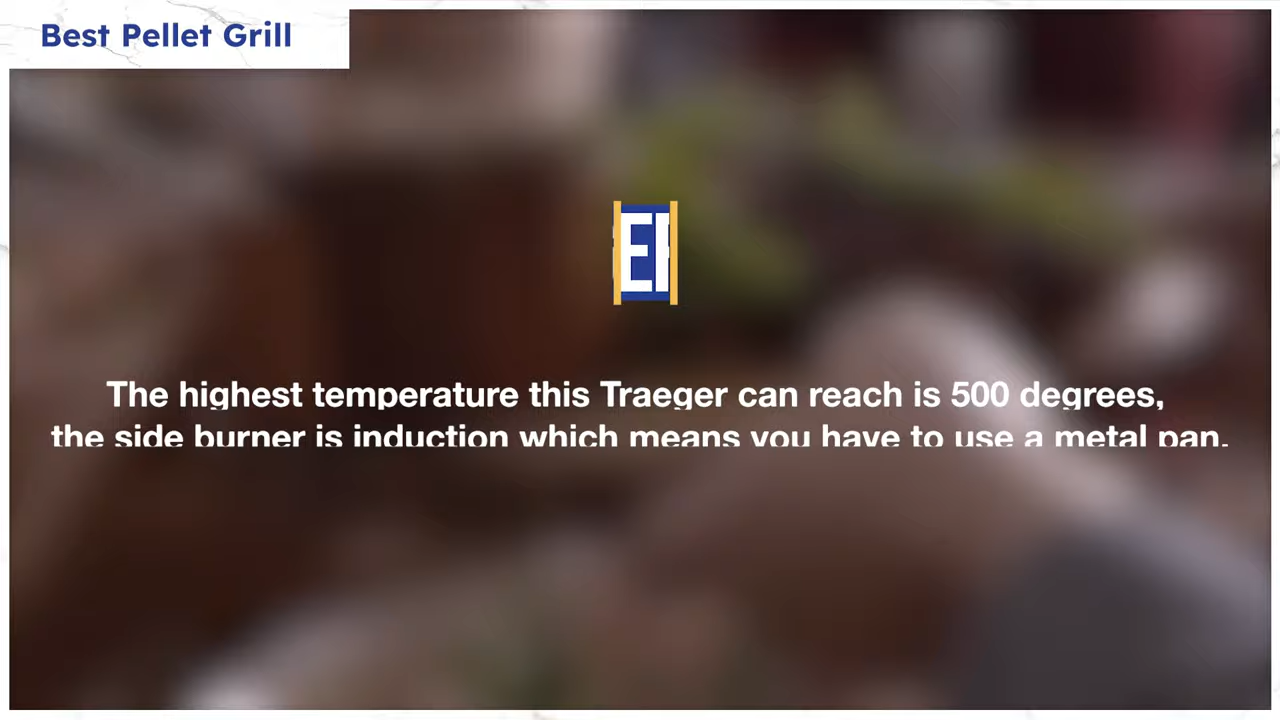 Best Pellet Grill
The highest temperature this Traeger can reach is 500 degrees,
the side burner is induction which means you have to use a metal pan.